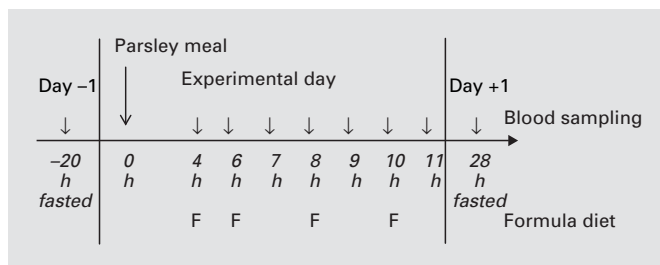 Parsley meal
Day –1 Experimental day Day +1
Blood sampling
–20 0 4 6 7 8 9 10 11 28
h h h h h h h h h h
fasted fasted
F F F F Formula diet